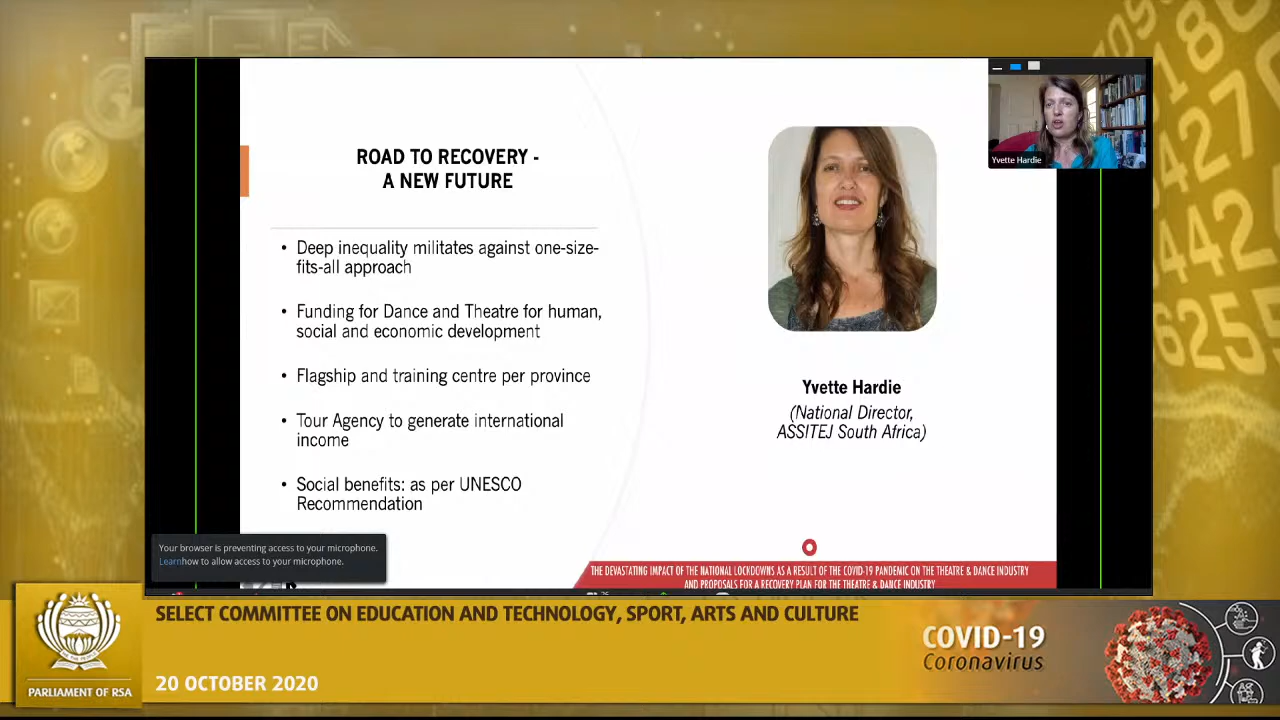 ROAD TO RECOVERY -
A NEW FUTURE
• Deep inequality militates against one-size-
fits-all approach
• Funding for Dance and Theatre for human,
social and economic development
• Flagship and training centre per province
• Tour Agency to generate international
income
• Social benefits: as per UNESCO
Recommendation
Yvette Hardie
Yvette Hardie
(National Director,
ASSITEJ South Africa)
Your browser is preventing access to your microphone.
Learnhow to allow access to your microphone.
THE DEVASTATING IMPACT OF THE NATIONAL LOCKDOWNS AS A RESULT OF THE COVID-19 PANDEMIC ON THE THEATRE & DANCE INDUSTRY
AND PROPOSALS FOR A RECOVERY PLAN FOR THE THEATRE & DANCE INDUSTRY
SELECT COMMITTEE ON EDUCATION AND TECHNOLOGY, SPORT, ARTS AND CULTURE
20 OCTOBER 2020
PARLIAMENT OF RSA
COVID-19
Coronavirus